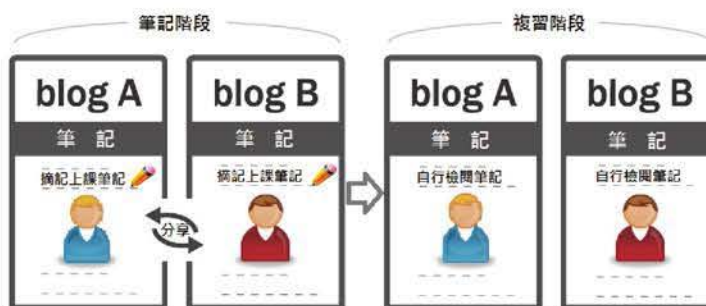 筆記階段
複習階段
blog A
blog B
blog A
blog B
筆 記
筆 記
筆 記
筆 記
摘記上課筆記
摘記上課筆記
自行檢閱筆記
自行檢閱筆記
分享